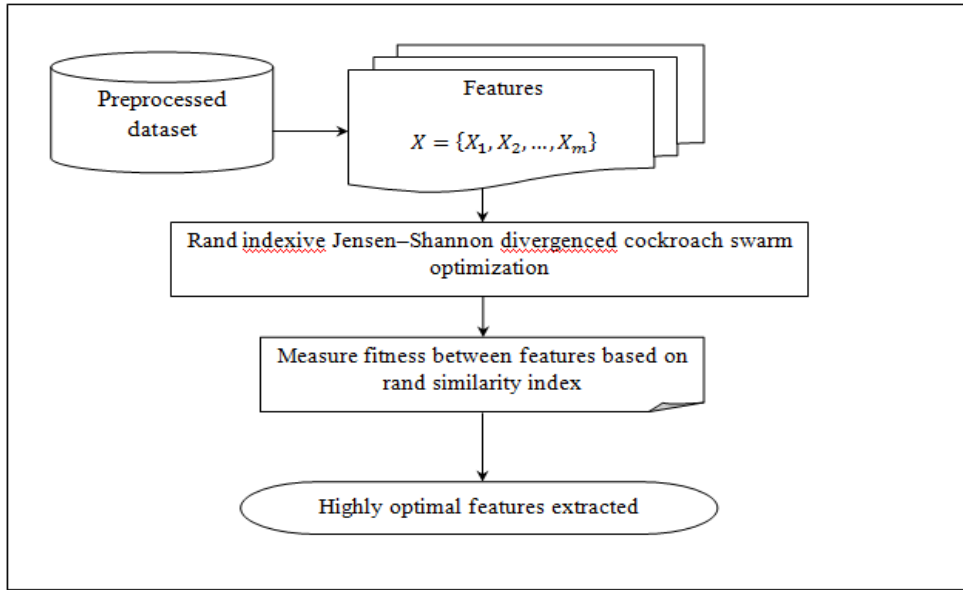 Preprocessed
dataset
Features
X = {X₁, X₂, ..., Xₘ}
Rand indexive Jensen–Shannon divergenced cockroach swarm
optimization
Measure fitness between features based on
rand similarity index
Highly optimal features extracted